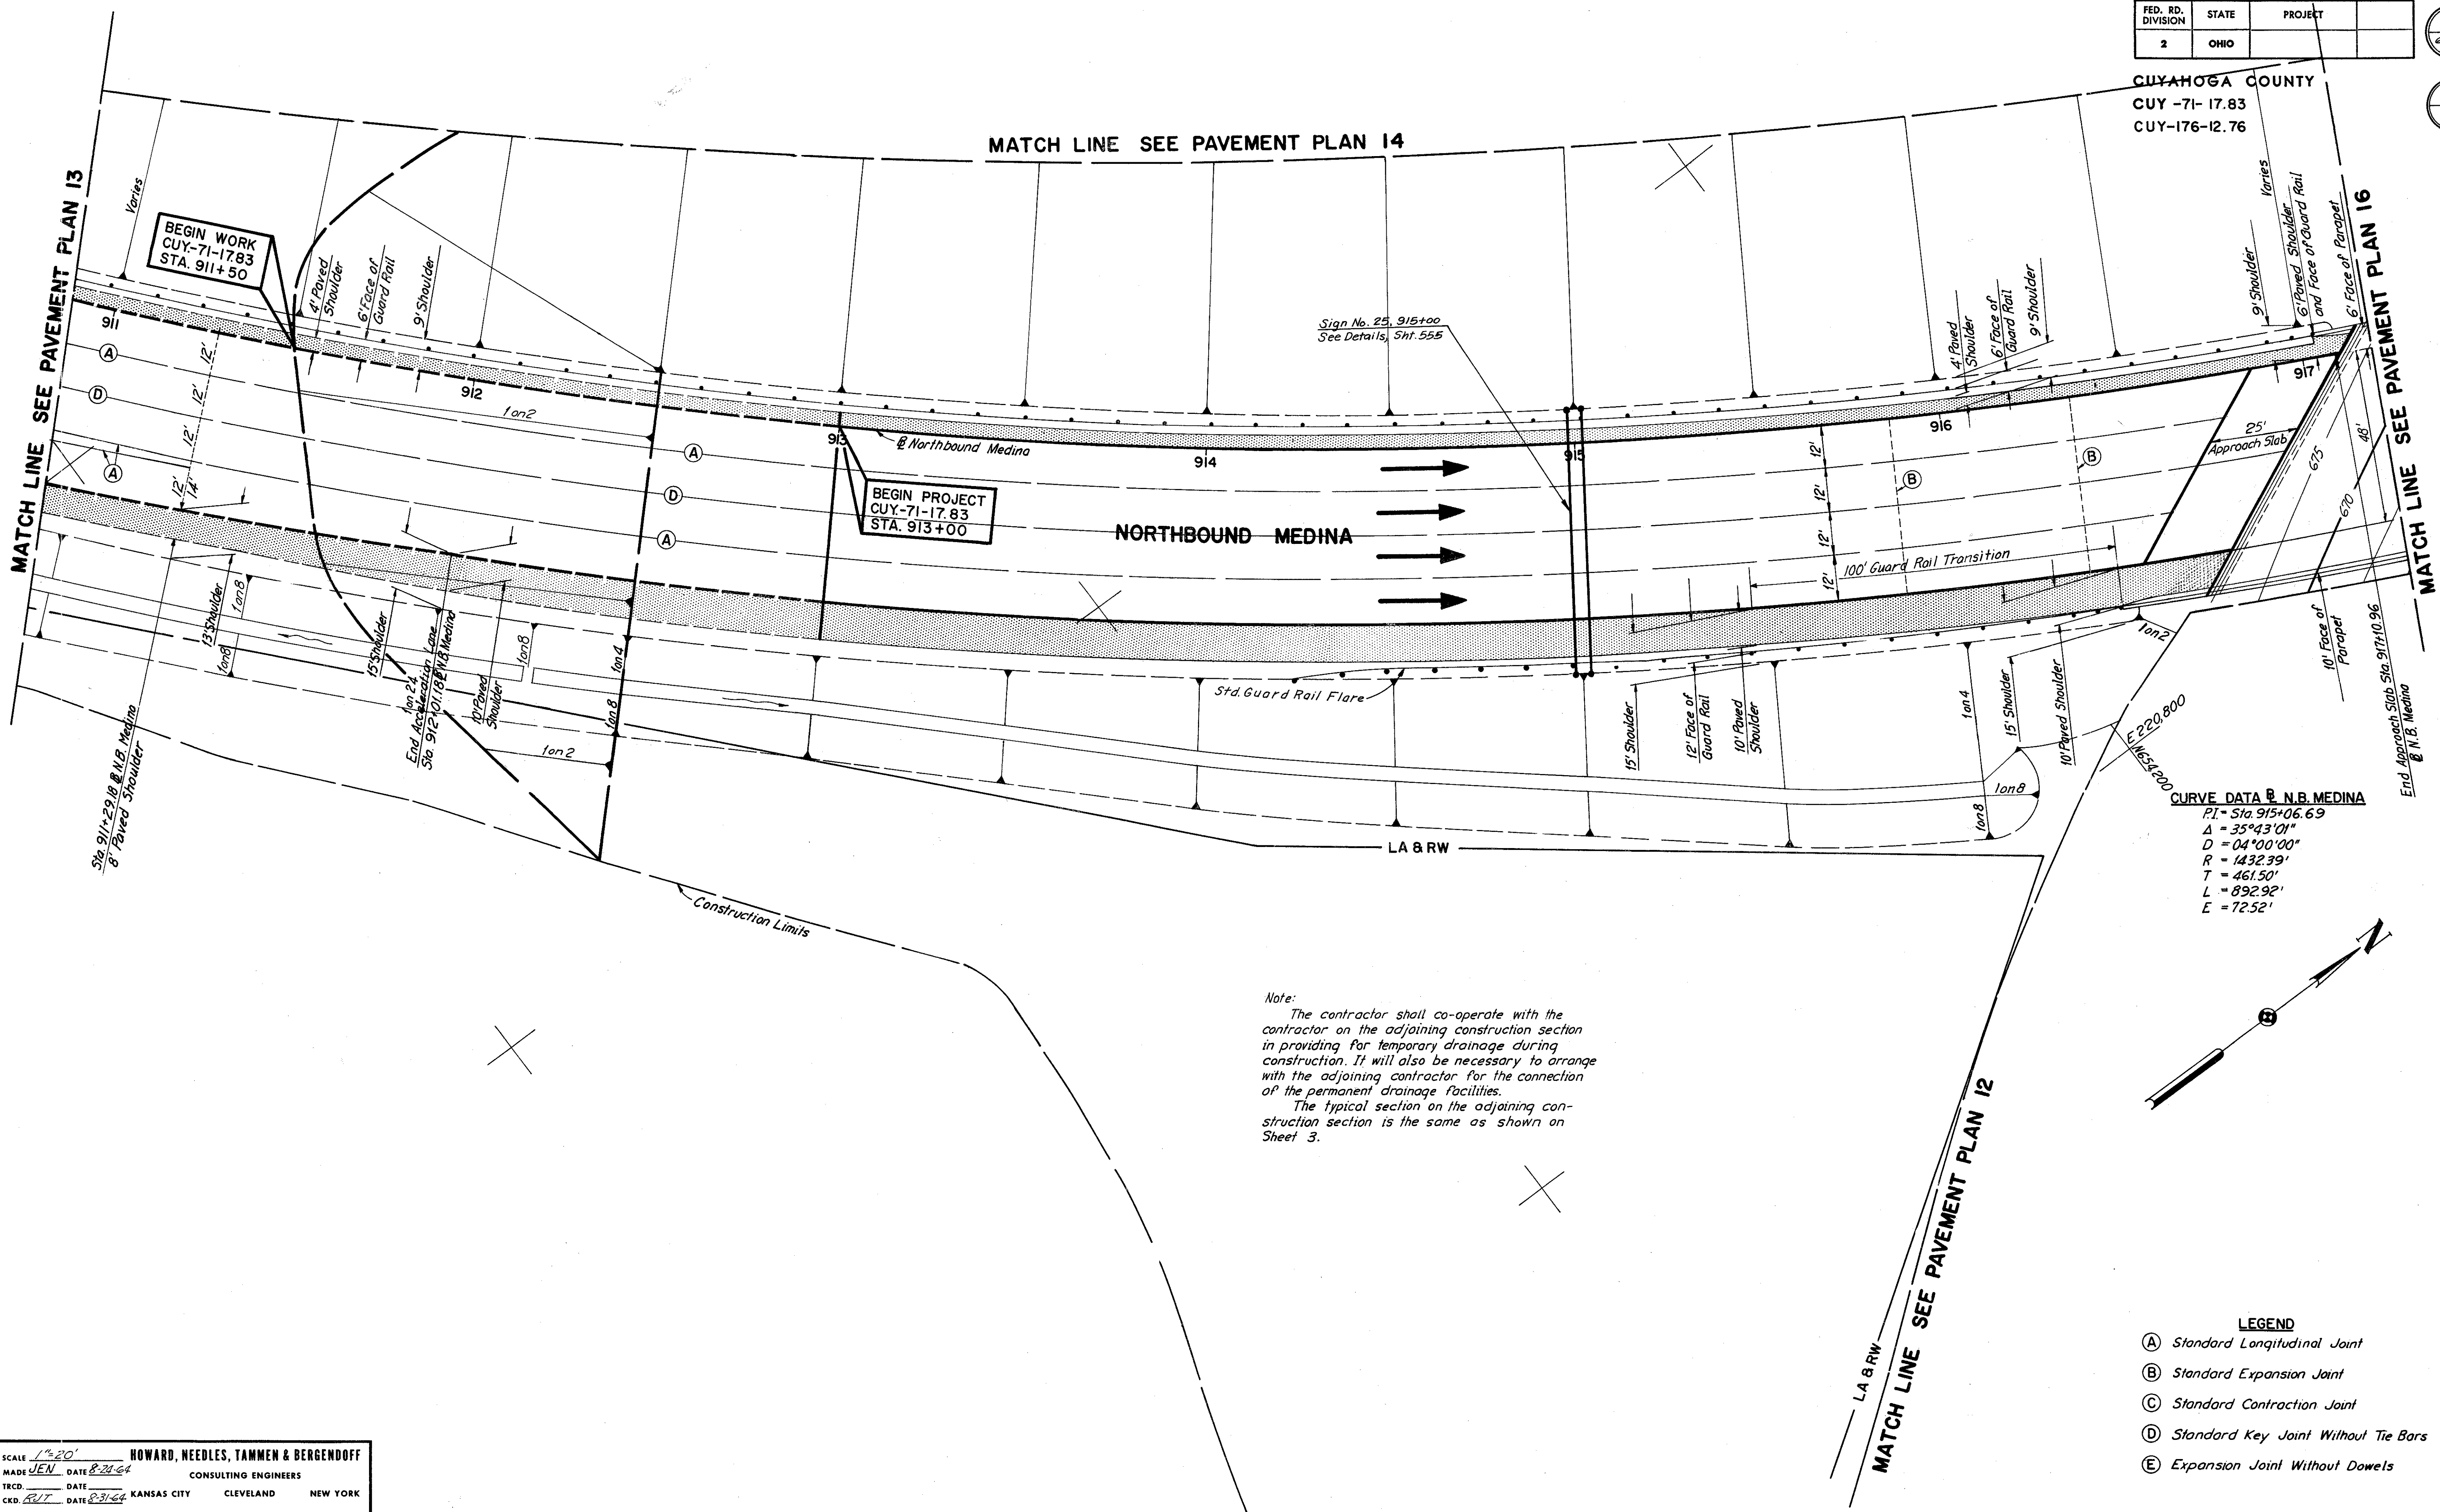 FED. RD. DIVISION
STATE
PROJECT
2
OHIO
CUYAHOGA COUNTY
CUY -71- 17.83
CUY-176-12.76
MATCH LINE SEE PAVEMENT PLAN 14
MATCH LINE SEE PAVEMENT PLAN 13
MATCH LINE SEE PAVEMENT PLAN 16
Varies
BEGIN WORK
CUY.-71-17.83
STA. 911+50
4' Paved
Shoulder
6' Face of
Guard Rail
9' Shoulder
Sign No. 25, 915+00
See Details, Sht. 555
4' Paved
Shoulder
6' Face of
Guard Rail
9' Shoulder
9' Shoulder
Varies
6' Paved Shoulder
and Face of Guard Rail
6' Face of Parapet
911
912
913
914
915
916
917
A
D
A
12'
12'
12'
12'
14'
1 on 2
A
D
A
℄ Northbound Medina
BEGIN PROJECT
CUY.-71-17.83
STA. 913+00
NORTHBOUND MEDINA
12'
12'
12'
12'
B
B
25'
Approach Slab
675
670
48'
100' Guard Rail Transition
13' Shoulder
1 on 8
1 on 8
15' Shoulder
1 on 24
End Acceleration Lane
Sta. 912+01.18 ℄ N.B. Medina
10' Paved
Shoulder
1 on 8
1 on 4
1 on 8
1 on 2
Sta. 911+29.18 ℄ N.B. Medina
8' Paved Shoulder
Std. Guard Rail Flare
15' Shoulder
12' Face of
Guard Rail
10' Paved
Shoulder
1 on 4
15' Shoulder
10' Paved Shoulder
1 on 2
1 on 8
1 on 8
10' Face of
Parapet
End Approach Slab Sta. 917+10.96
℄ N.B. Medina
E 220,800
N654200
LA & RW
Construction Limits
CURVE DATA ℄ N.B. MEDINA
P.I. = Sta. 915+06.69
Δ = 35°43'01"
D = 04°00'00"
R = 1432.39'
T = 461.50'
L = 892.92'
E = 72.52'
N
Note:
The contractor shall co-operate with the
contractor on the adjoining construction section
in providing for temporary drainage during
construction. It will also be necessary to arrange
with the adjoining contractor for the connection
of the permanent drainage facilities.
The typical section on the adjoining con-
struction section is the same as shown on
Sheet 3.
LA & RW
MATCH LINE SEE PAVEMENT PLAN 12
LEGEND
A Standard Longitudinal Joint
B Standard Expansion Joint
C Standard Contraction Joint
D Standard Key Joint Without Tie Bars
E Expansion Joint Without Dowels
SCALE 1"=20'
MADE JEN DATE 8-24-64
TRCD. DATE
CKD. RJT DATE 8-31-64
HOWARD, NEEDLES, TAMMEN & BERGENDOFF
CONSULTING ENGINEERS
KANSAS CITY CLEVELAND NEW YORK